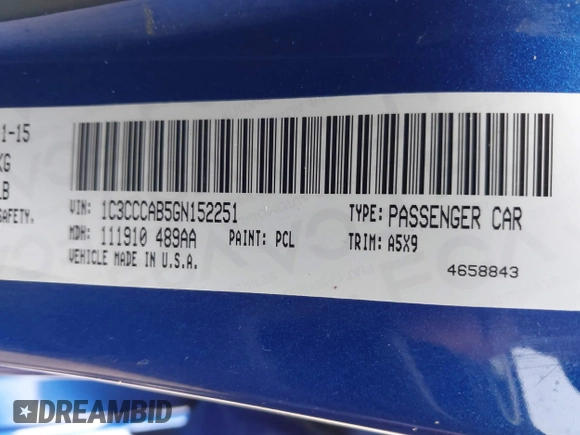 1-15
KG
LB
SAFETY.
VIN: 1C3CCCAB5GN152251
TYPE: PASSENGER CAR
MDH: 111910 489AA
PAINT: PCL
TRIM: A5X9
VEHICLE MADE IN U.S.A.
4658843
DREAMBID